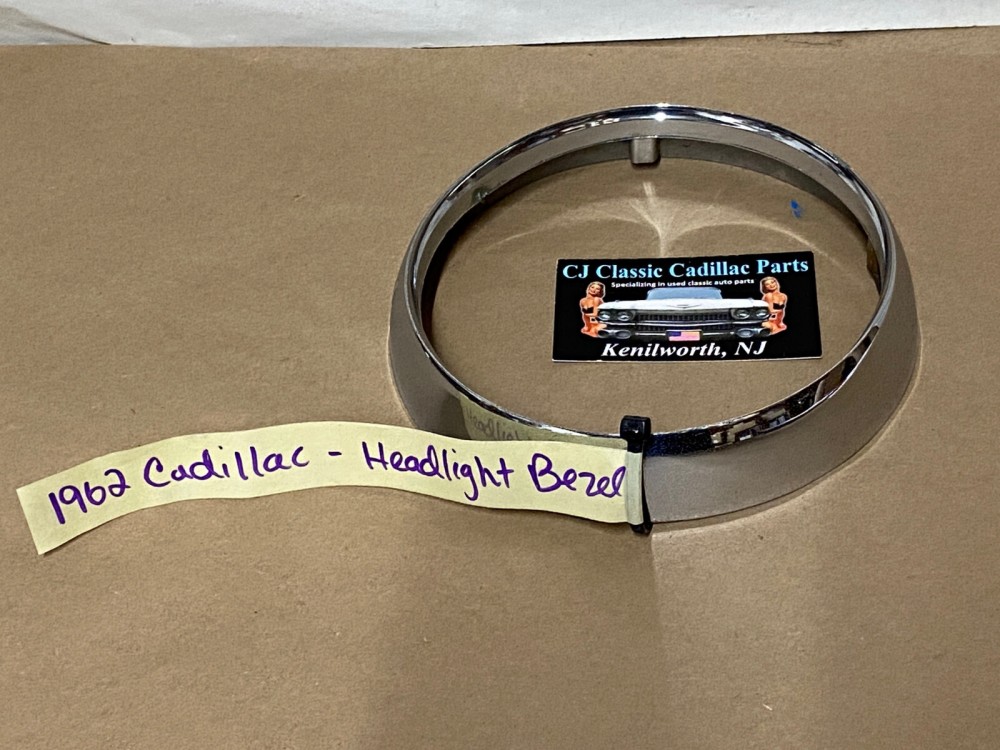 CJ Classic Cadillac Parts
Specializing in used classic auto parts
Kenilworth, NJ
1962 Cadillac - Headlight Bezel